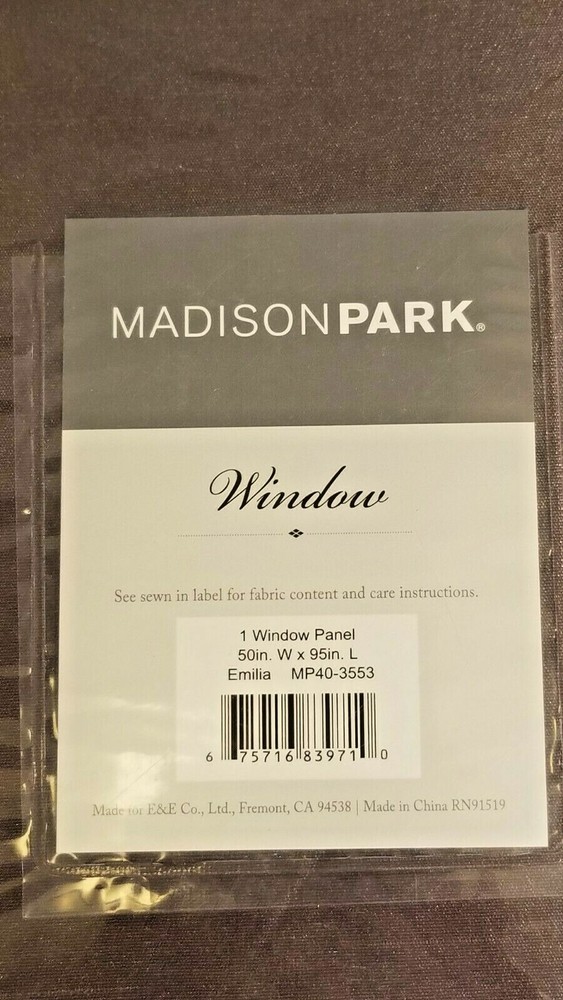 MADISONPARK®
Window
See sewn in label for fabric content and care instructions.
1 Window Panel
50in. W x 95in. L
Emilia MP40-3553
6 75716 83971 0
Made for E&E Co., Ltd., Fremont, CA 94538 | Made in China RN91519